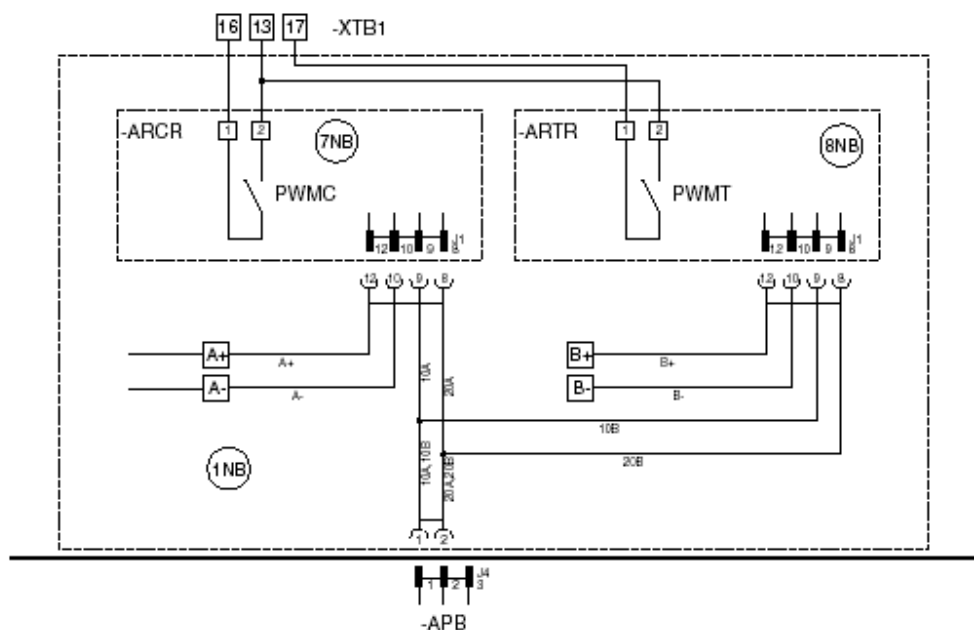 16 13 17 -XTB1
-ARCR 1 2 7NB
-ARTR 1 2 8NB
PWMC
PWMT
12 10 9 8 J1
12 10 9 8 J1
12 10 9 8
12 10 9 8
A+ A+
B+ B+
A- A-
B- B-
10A 20A
10B
20B
1NB
10A,10B 20A,20B
1 2
1 2 3 J4
-APB